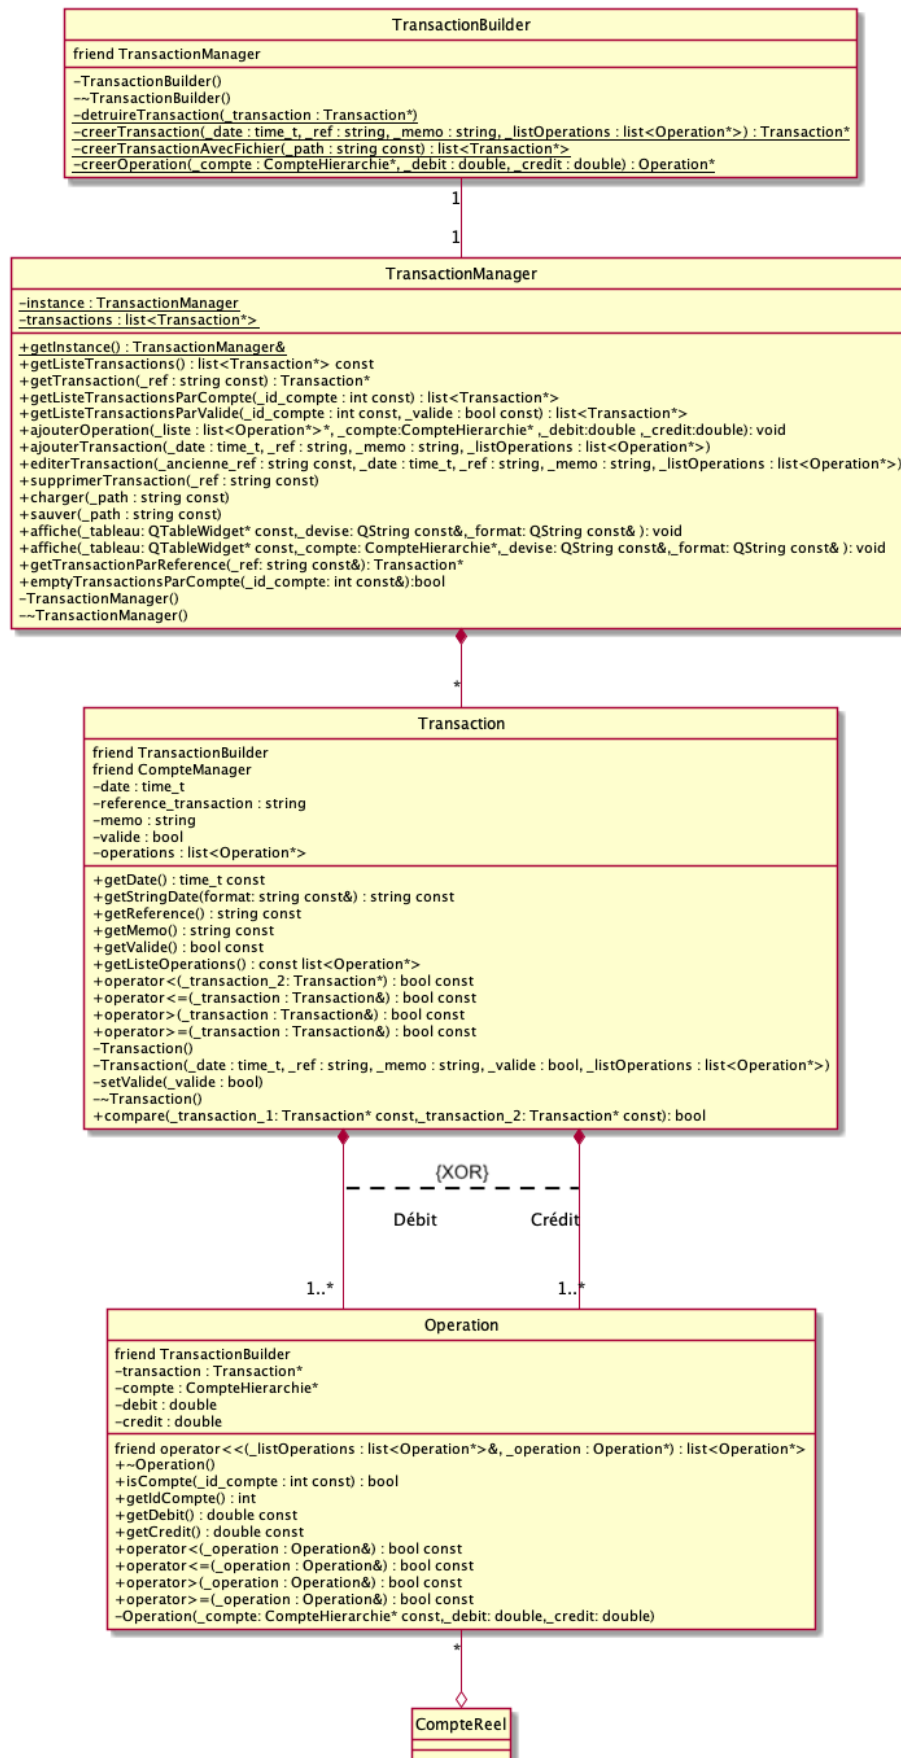 TransactionBuilder
friend TransactionManager
-TransactionBuilder()
-~TransactionBuilder()
-detruireTransaction(_transaction : Transaction*)
-creerTransaction(_date : time_t, _ref : string, _memo : string, _listOperations : list<Operation*>) : Transaction*
-creerTransactionAvecFichier(_path : string const) : list<Transaction*>
-creerOperation(_compte : CompteHierarchie*, _debit : double, _credit : double) : Operation*
1
1
TransactionManager
-instance : TransactionManager
-transactions : list<Transaction*>
+getInstance() : TransactionManager&
+getListeTransactions() : list<Transaction*> const
+getTransaction(_ref : string const) : Transaction*
+getListeTransactionsParCompte(_id_compte : int const) : list<Transaction*>
+getListeTransactionsParValide(_id_compte : int const, _valide : bool const) : list<Transaction*>
+ajouterOperation(_liste : list<Operation*>*, _compte:CompteHierarchie* ,_debit:double ,_credit:double): void
+ajouterTransaction(_date : time_t, _ref : string, _memo : string, _listOperations : list<Operation*>)
+editerTransaction(_ancienne_ref : string const, _date : time_t, _ref : string, _memo : string, _listOperations : list<Operation*>)
+supprimerTransaction(_ref : string const)
+charger(_path : string const)
+sauver(_path : string const)
+affiche(_tableau: QTableWidget* const,_devise: QString const&,_format: QString const& ): void
+affiche(_tableau: QTableWidget* const,_compte: CompteHierarchie*,_devise: QString const&,_format: QString const& ): void
+getTransactionParReference(_ref: string const&): Transaction*
+emptyTransactionsParCompte(_id_compte: int const&):bool
-TransactionManager()
-~TransactionManager()
*
Transaction
friend TransactionBuilder
friend CompteManager
-date : time_t
-reference_transaction : string
-memo : string
-valide : bool
-operations : list<Operation*>
+getDate() : time_t const
+getStringDate(format: string const&) : string const
+getReference() : string const
+getMemo() : string const
+getValide() : bool const
+getListeOperations() : const list<Operation*>
+operator<(_transaction_2: Transaction*) : bool const
+operator<=(_transaction : Transaction&) : bool const
+operator>(_transaction : Transaction&) : bool const
+operator>=(_transaction : Transaction&) : bool const
-Transaction()
-Transaction(_date : time_t, _ref : string, _memo : string, _valide : bool, _listOperations : list<Operation*>)
-setValide(_valide : bool)
-~Transaction()
+compare(_transaction_1: Transaction* const,_transaction_2: Transaction* const): bool
{XOR}
Débit Crédit
1..* 1..*
Operation
friend TransactionBuilder
-transaction : Transaction*
-compte : CompteHierarchie*
-debit : double
-credit : double
friend operator<<(_listOperations : list<Operation*>&, _operation : Operation*) : list<Operation*>
+~Operation()
+isCompte(_id_compte : int const) : bool
+getIdCompte() : int
+getDebit() : double const
+getCredit() : double const
+operator<(_operation : Operation&) : bool const
+operator<=(_operation : Operation&) : bool const
+operator>(_operation : Operation&) : bool const
+operator>=(_operation : Operation&) : bool const
-Operation(_compte: CompteHierarchie* const,_debit: double,_credit: double)
*
CompteReel